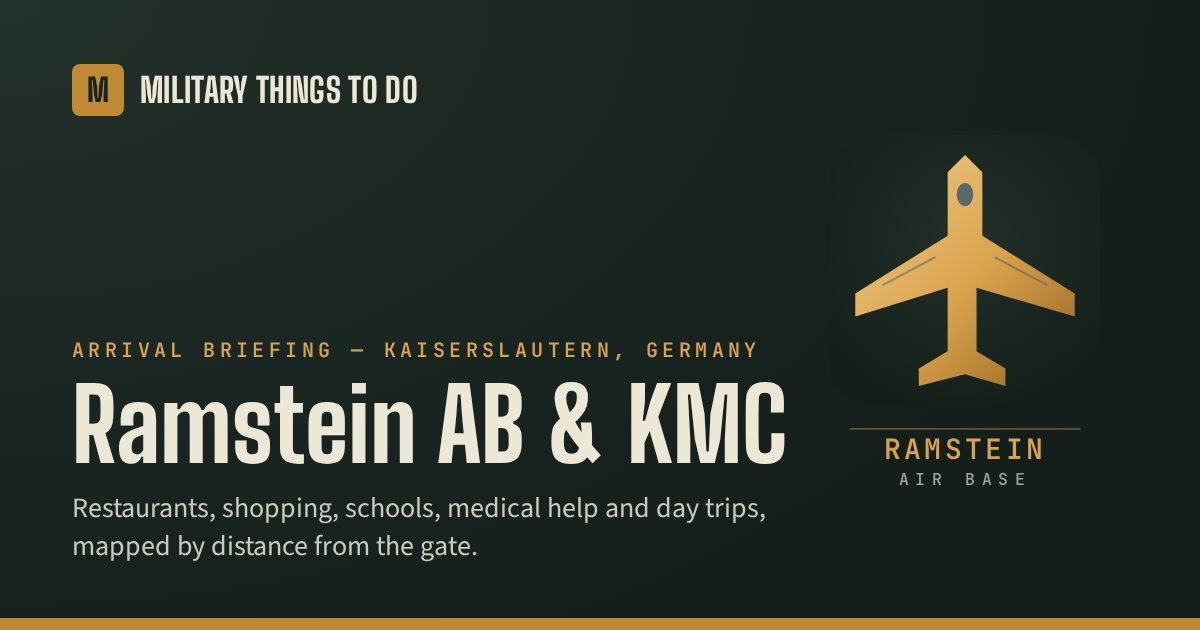 M
MILITARY THINGS TO DO
ARRIVAL BRIEFING — KAISERSLAUTERN, GERMANY
Ramstein AB & KMC
Restaurants, shopping, schools, medical help and day trips,
mapped by distance from the gate.
RAMSTEIN
AIR BASE